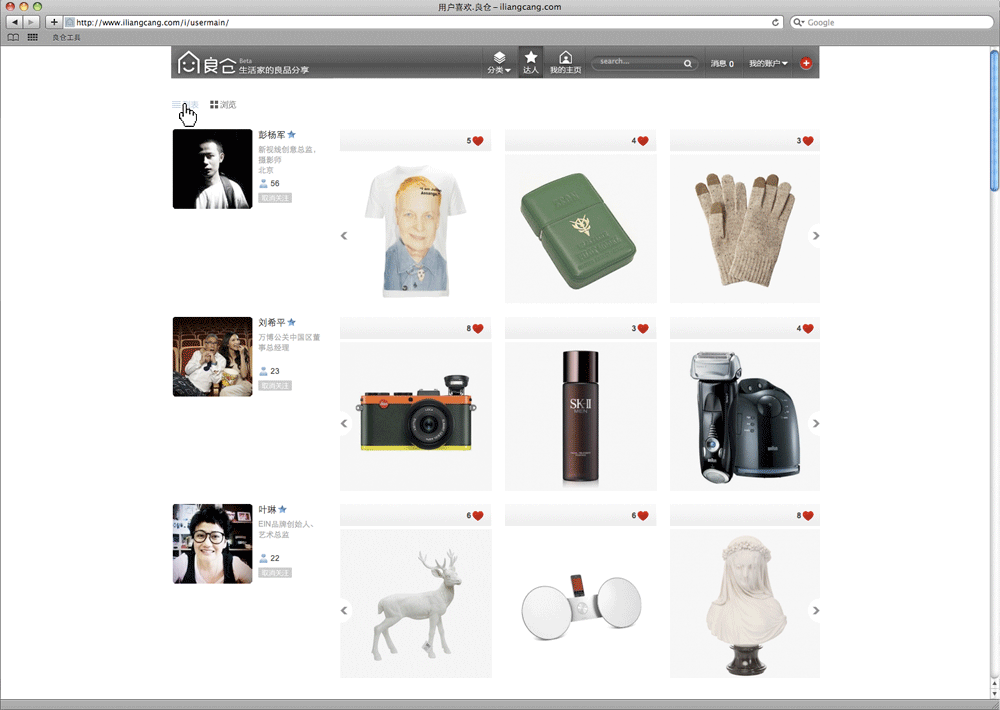 用户喜欢.良仓 – iliangcang.com
http://www.iliangcang.com/i/usermain/
Google
良仓工具
良仓 Beta
生活家的良品分享
分类
达人
我的主页
search...
消息 0
我的账户
浏览
彭杨军
新视线创意总监、
摄影师
北京
56
取消关注
5
4
3
刘希平
万博公关中国区董
事总经理
23
取消关注
8
3
4
SK-II
MEN
叶琳
EIN品牌创始人、
艺术总监
22
取消关注
6
6
8